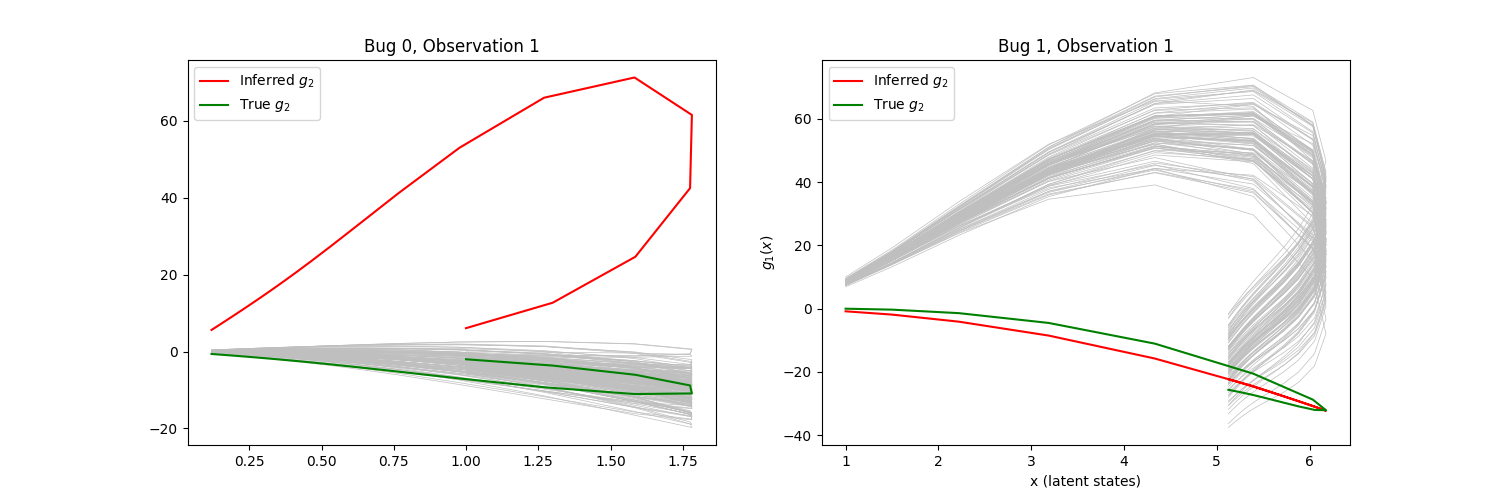 Bug 0, Observation 1
Inferred g₂
True g₂
60
40
20
0
−20
0.25 0.50 0.75 1.00 1.25 1.50 1.75
Bug 1, Observation 1
Inferred g₂
True g₂
g₁(x)
60
40
20
0
−20
−40
1 2 3 4 5 6
x (latent states)